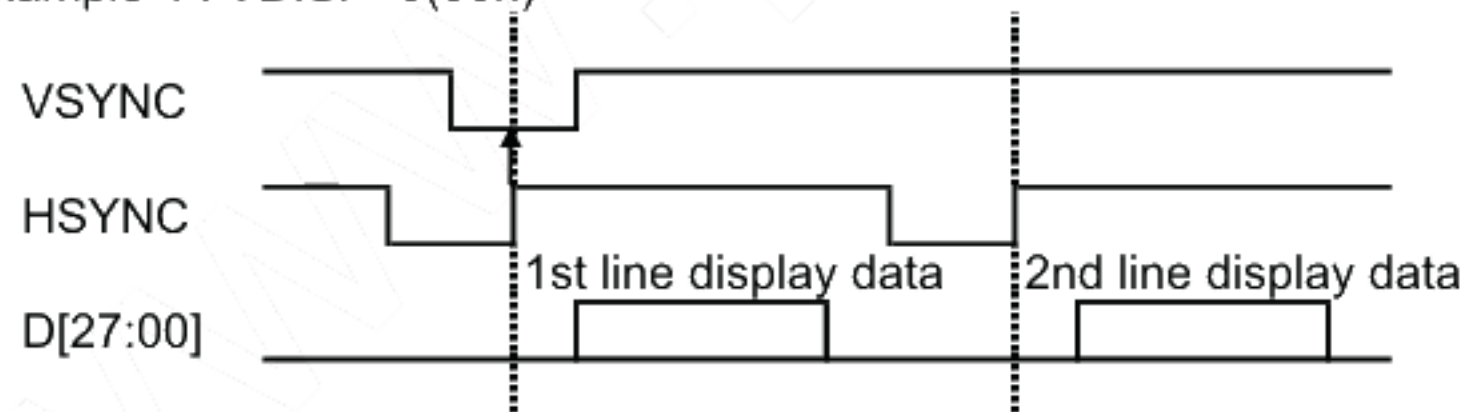 VSYNC
HSYNC
1st line display data
2nd line display data
D[27:00]